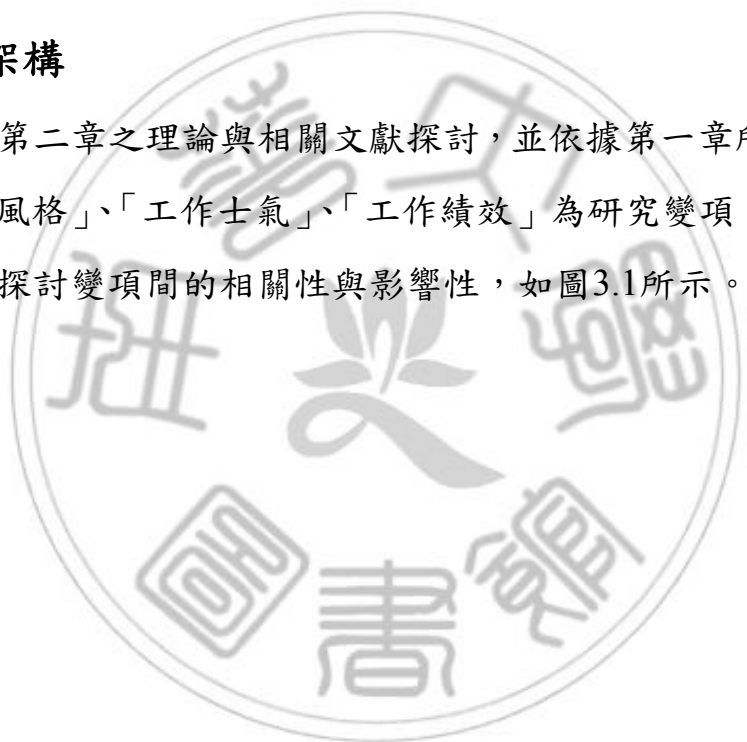 架構
第二章之理論與相關文獻探討，並依據第一章
風格」、「工作士氣」、「工作績效」為研究變項
探討變項間的相關性與影響性，如圖3.1所示。